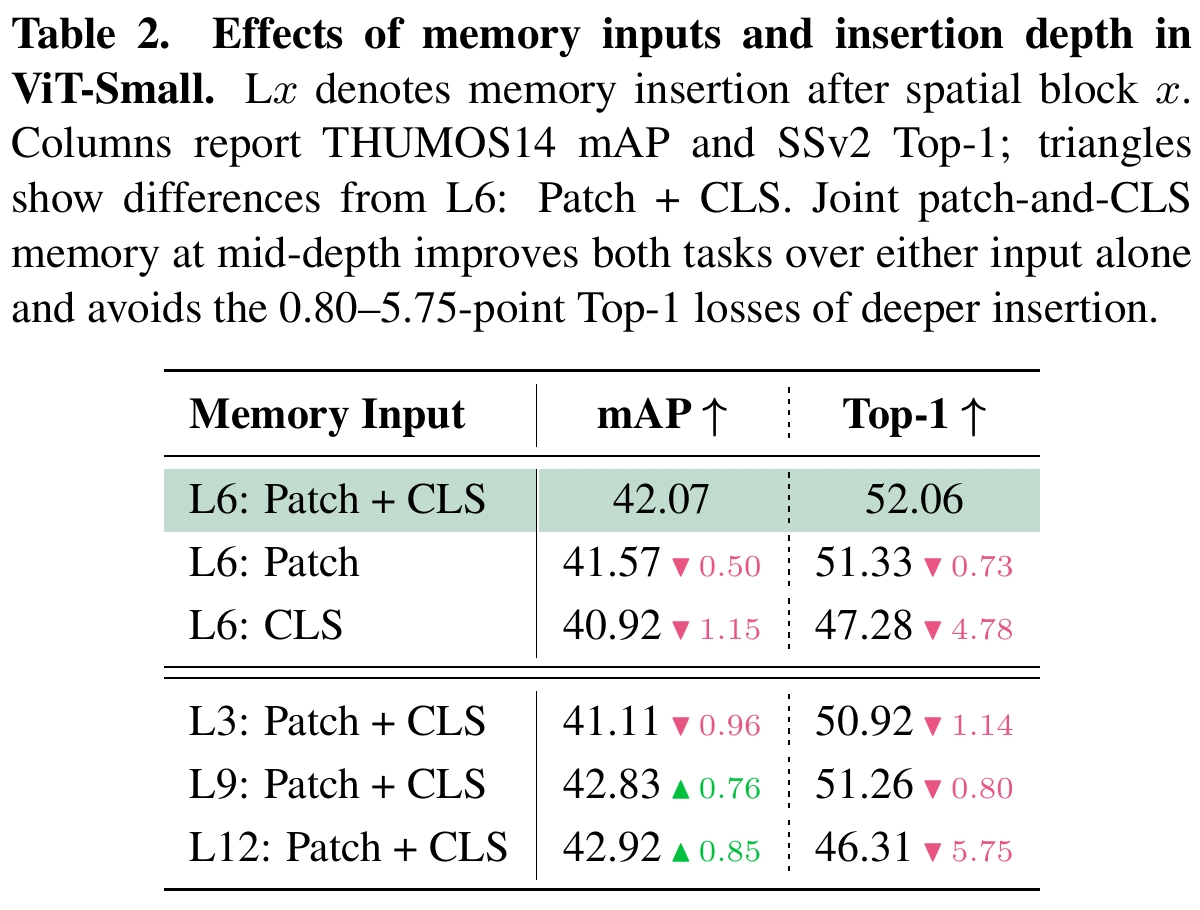 Table 2. Effects of memory inputs and insertion depth in
ViT-Small. Lx denotes memory insertion after spatial block x.
Columns report THUMOS14 mAP and SSv2 Top-1; triangles
show differences from L6: Patch + CLS. Joint patch-and-CLS
memory at mid-depth improves both tasks over either input alone
and avoids the 0.80–5.75-point Top-1 losses of deeper insertion.
Memory Input mAP ↑ Top-1 ↑
L6: Patch + CLS 42.07 52.06
L6: Patch 41.57 ▼ 0.50 51.33 ▼ 0.73
L6: CLS 40.92 ▼ 1.15 47.28 ▼ 4.78
L3: Patch + CLS 41.11 ▼ 0.96 50.92 ▼ 1.14
L9: Patch + CLS 42.83 ▲ 0.76 51.26 ▼ 0.80
L12: Patch + CLS 42.92 ▲ 0.85 46.31 ▼ 5.75